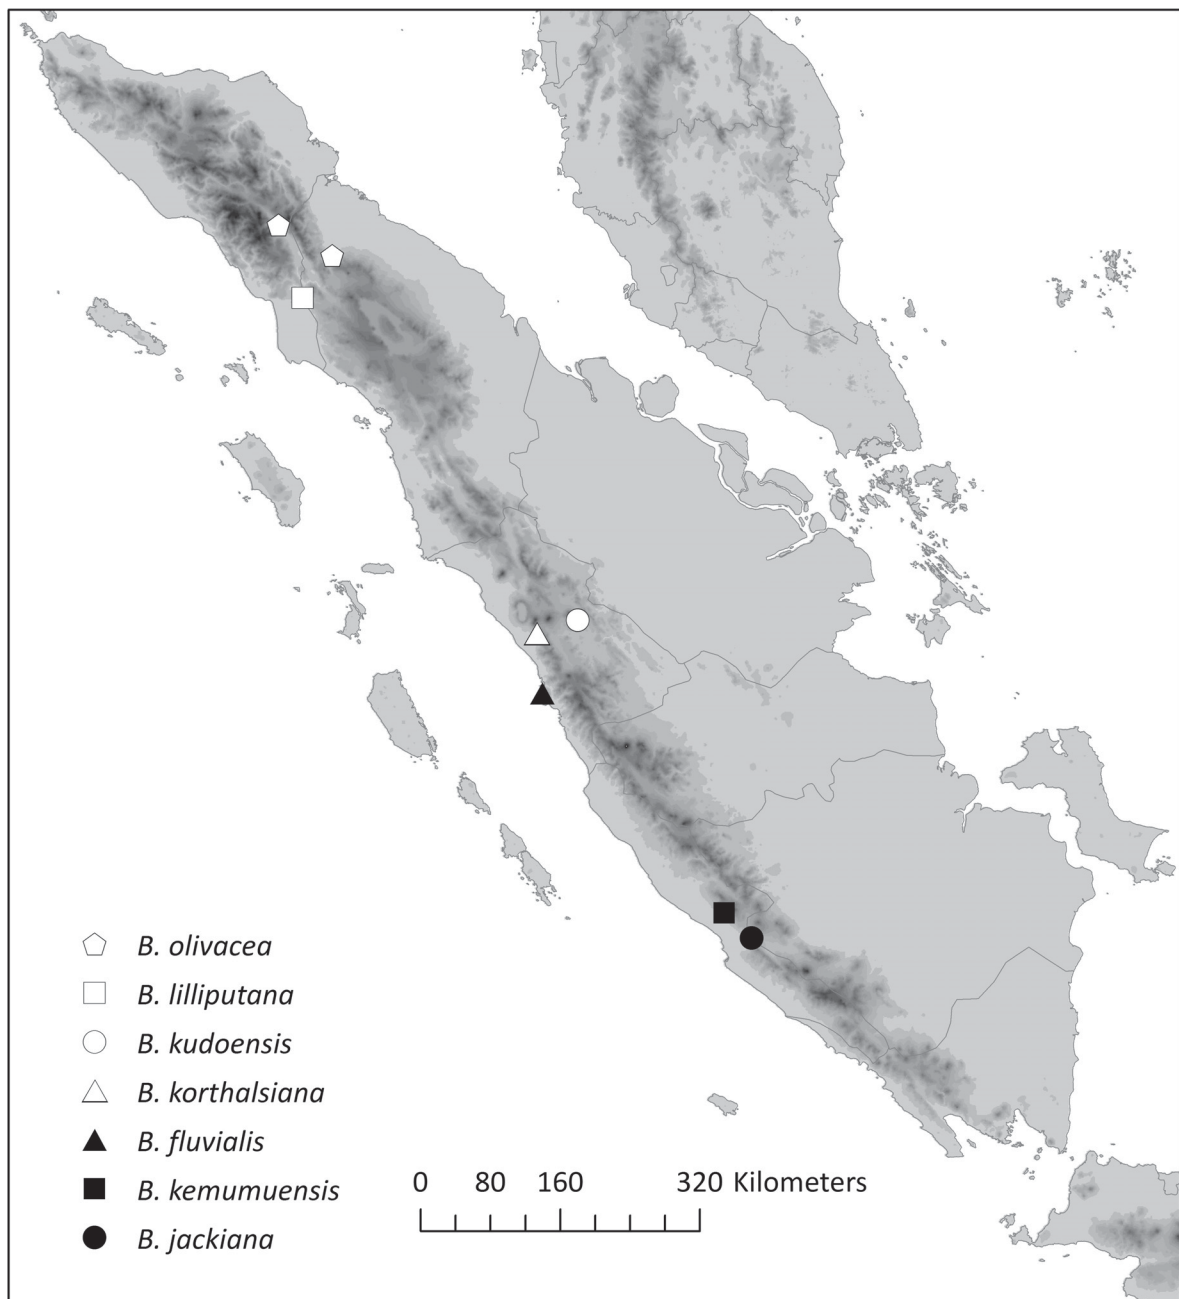 B. olivacea
B. lilliputana
B. kudoensis
B. korthalsiana
B. fluvialis
B. kemumuensis
B. jackiana
0 80 160 320 Kilometers